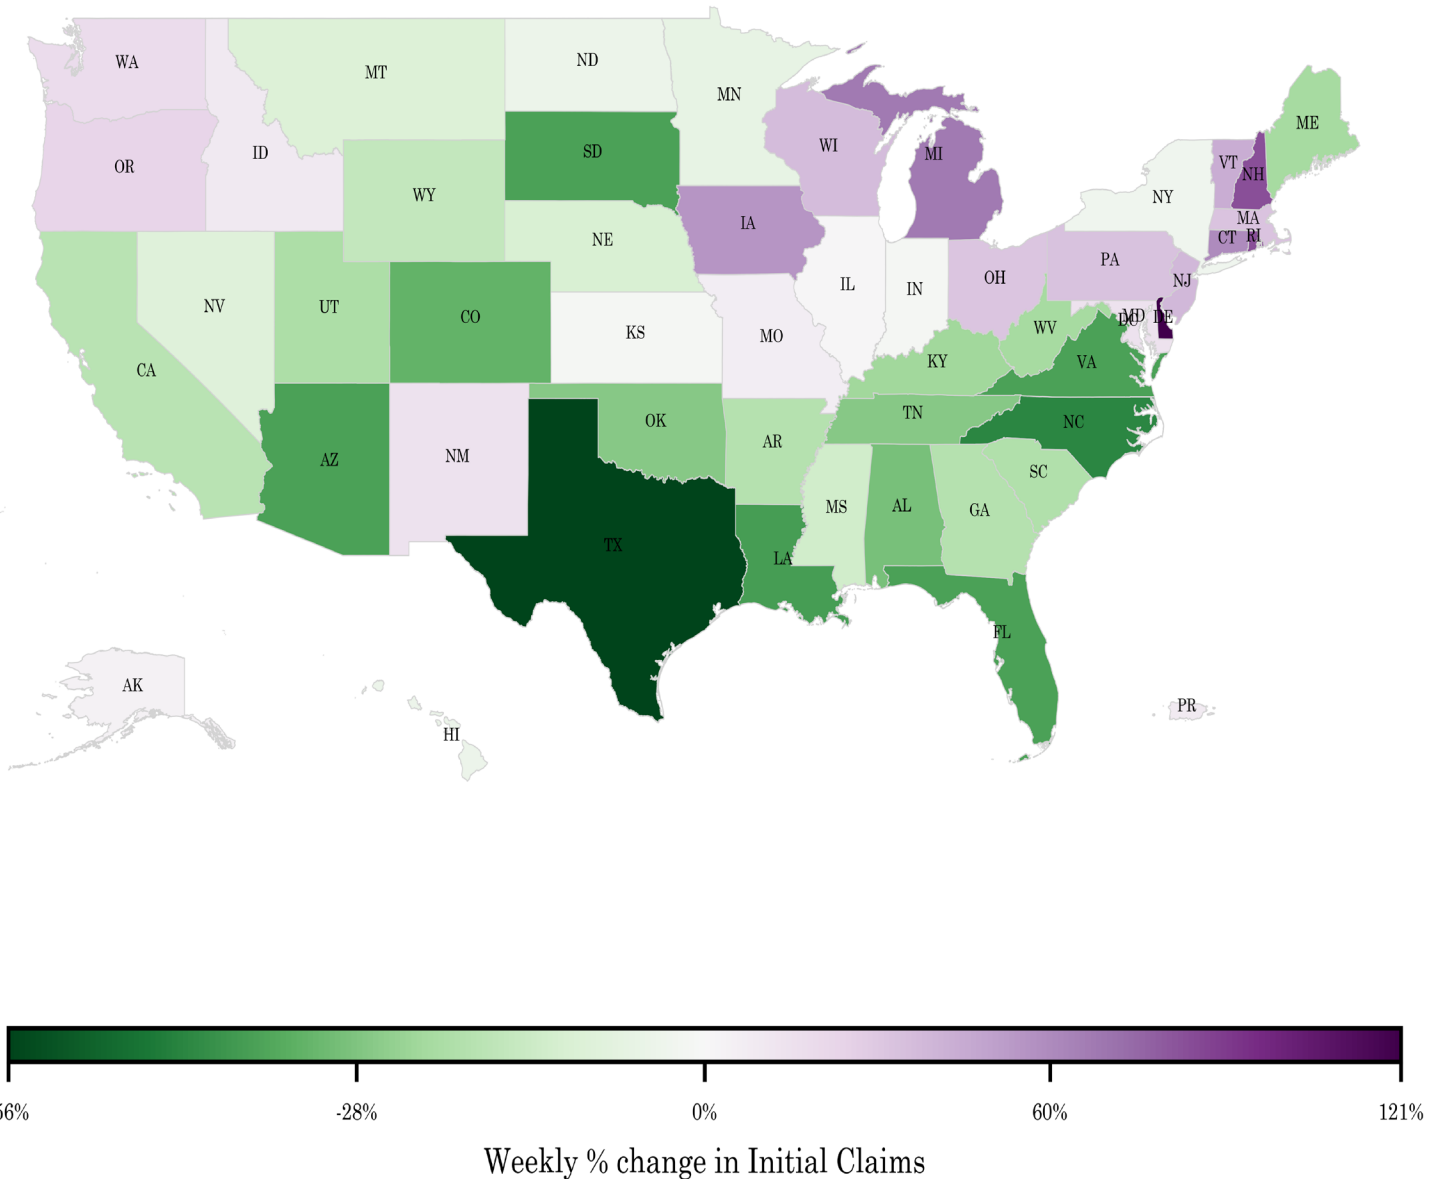 WA
MT
ND
MN
OR
ID
SD
WI
MI
ME
VT
NH
NY
WY
IA
MA
CT
RI
NE
PA
NJ
NV
UT
CO
KS
MO
IL
IN
OH
MD
DC
DE
WV
VA
CA
KY
AZ
NM
OK
AR
TN
NC
SC
MS
AL
GA
TX
LA
FL
AK
HI
PR
-28%
0%
60%
121%
Weekly % change in Initial Claims